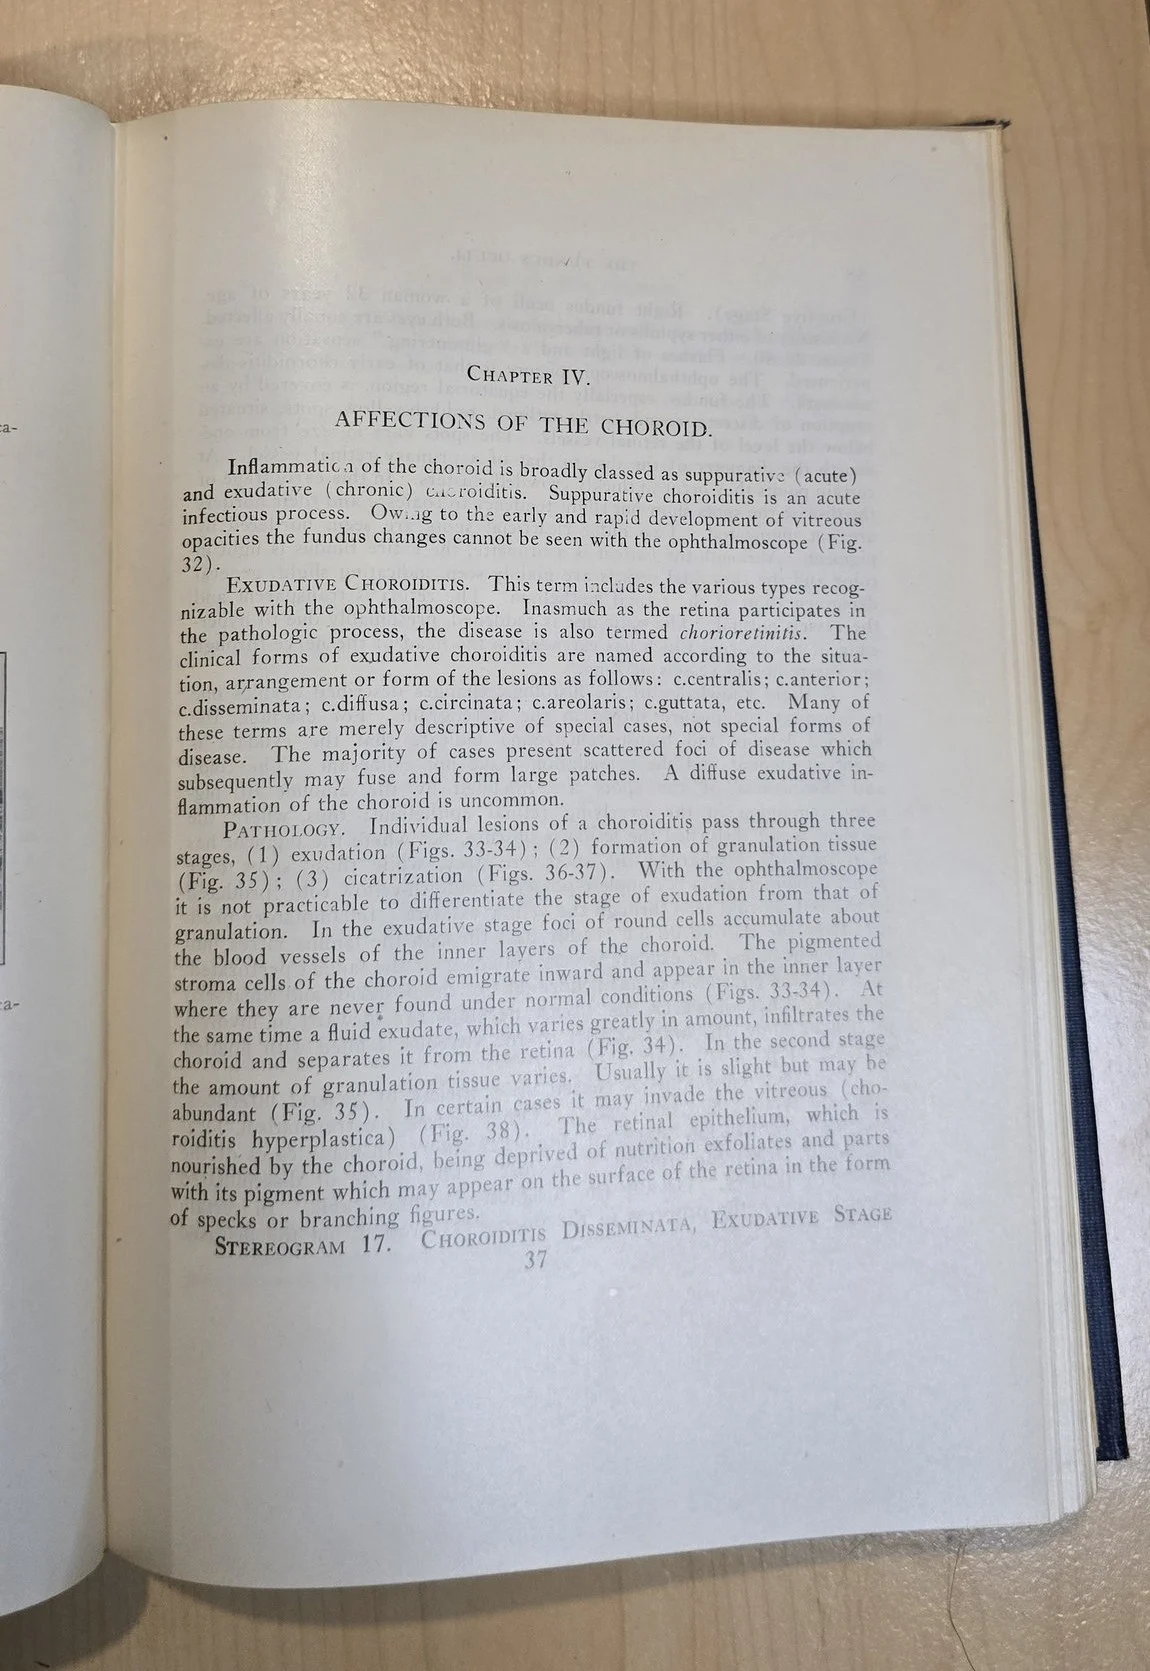 ca-
a-
CHAPTER IV.
AFFECTIONS OF THE CHOROID.
Inflammation of the choroid is broadly classed as suppurative (acute)
and exudative (chronic) choroiditis. Suppurative choroiditis is an acute
infectious process. Owing to the early and rapid development of vitreous
opacities the fundus changes cannot be seen with the ophthalmoscope (Fig.
32).
EXUDATIVE CHOROIDITIS. This term includes the various types recog-
nizable with the ophthalmoscope. Inasmuch as the retina participates in
the pathologic process, the disease is also termed chorioretinitis. The
clinical forms of exudative choroiditis are named according to the situa-
tion, arrangement or form of the lesions as follows: c.centralis; c.anterior;
c.disseminata; c.diffusa; c.circinata; c.areolaris; c.guttata, etc. Many of
these terms are merely descriptive of special cases, not special forms of
disease. The majority of cases present scattered foci of disease which
subsequently may fuse and form large patches. A diffuse exudative in-
flammation of the choroid is uncommon.
PATHOLOGY. Individual lesions of a choroiditis pass through three
stages, (1) exudation (Figs. 33-34); (2) formation of granulation tissue
(Fig. 35); (3) cicatrization (Figs. 36-37). With the ophthalmoscope
it is not practicable to differentiate the stage of exudation from that of
granulation. In the exudative stage foci of round cells accumulate about
the blood vessels of the inner layers of the choroid. The pigmented
stroma cells of the choroid emigrate inward and appear in the inner layer
where they are never found under normal conditions (Figs. 33-34). At
the same time a fluid exudate, which varies greatly in amount, infiltrates the
choroid and separates it from the retina (Fig. 34). In the second stage
the amount of granulation tissue varies. Usually it is slight but may be
abundant (Fig. 35). In certain cases it may invade the vitreous (cho-
roiditis hyperplastica) (Fig. 38). The retinal epithelium, which is
nourished by the choroid, being deprived of nutrition exfoliates and parts
with its pigment which may appear on the surface of the retina in the form
of specks or branching figures.
STEREOGRAM 17. CHOROIDITIS DISSEMINATA, EXUDATIVE STAGE
37